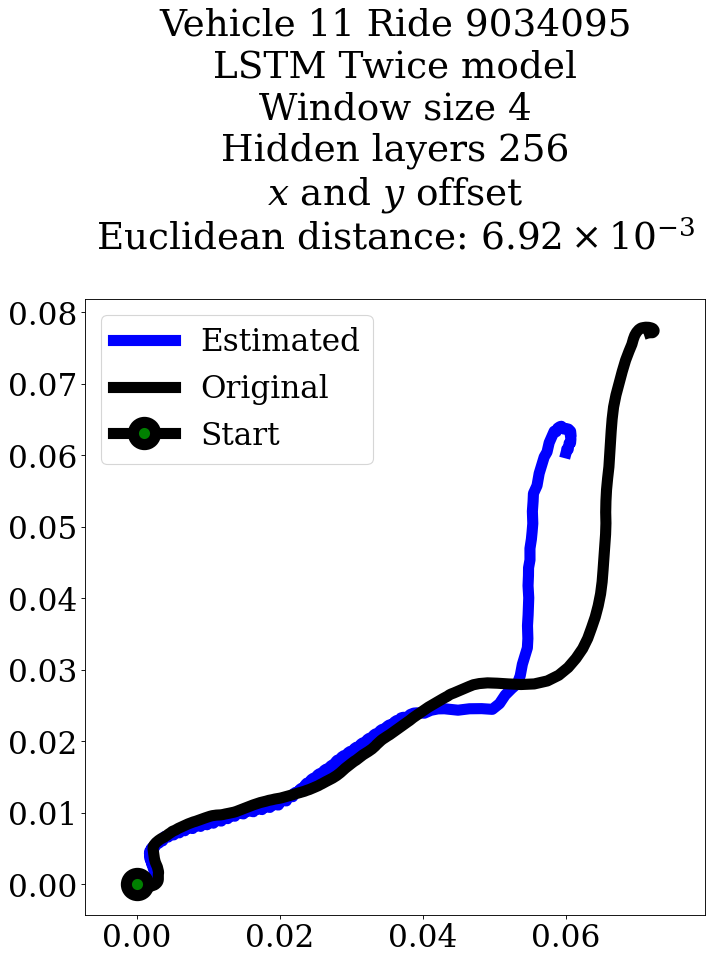 Vehicle 11 Ride 9034095
LSTM Twice model
Window size 4
Hidden layers 256
x and y offset
Euclidean distance: 6.92 × 10⁻³
0.08
0.07
0.06
0.05
0.04
0.03
0.02
0.01
0.00
Estimated
Original
Start
0.00 0.02 0.04 0.06